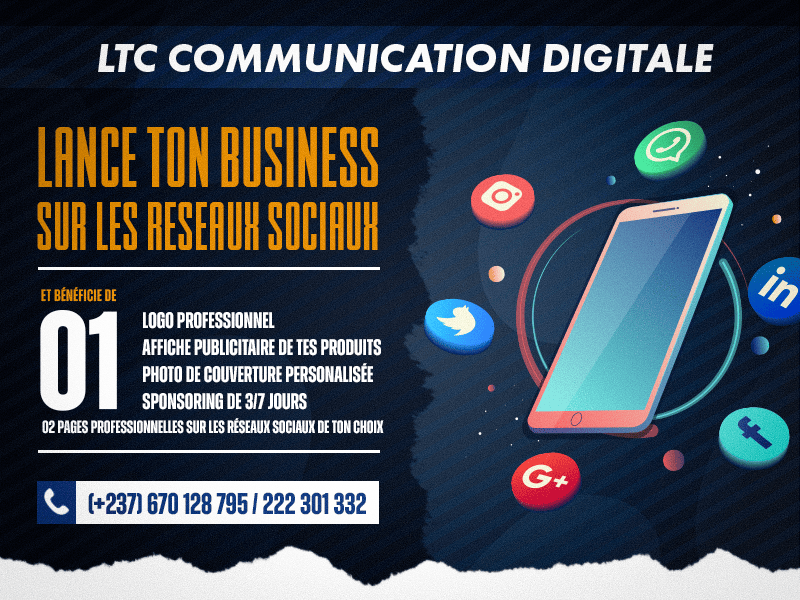 LTC COMMUNICATION DIGITALE
LANCE TON BUSINESS
SUR LES RESEAUX SOCIAUX
ET BÉNÉFICIE DE
01
LOGO PROFESSIONNEL
AFFICHE PUBLICITAIRE DE TES PRODUITS
PHOTO DE COUVERTURE PERSONALISÉE
SPONSORING DE 3/7 JOURS
02 PAGES PROFESSIONNELLES SUR LES RÉSEAUX SOCIAUX DE TON CHOIX
(+237) 670 128 795 / 222 301 332
in
f
G+